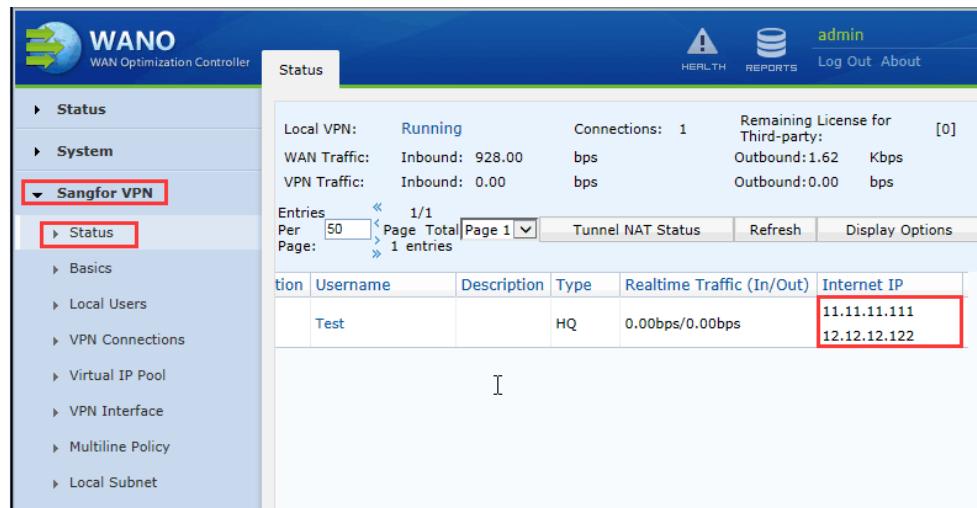 WANO
WAN Optimization Controller
Status
HEALTH
REPORTS
admin
Log Out About
Status
System
Sangfor VPN
Status
Basics
Local Users
VPN Connections
Virtual IP Pool
VPN Interface
Multiline Policy
Local Subnet
Local VPN: Running Connections: 1 Remaining License for Third-party: [0]
WAN Traffic: Inbound: 928.00 bps Outbound: 1.62 Kbps
VPN Traffic: Inbound: 0.00 bps Outbound: 0.00 bps
Entries Per Page: 50 « ‹ › » 1/1 Page Total 1 entries Page 1 Tunnel NAT Status Refresh Display Options
tion Username Description Type Realtime Traffic (In/Out) Internet IP
Test HQ 0.00bps/0.00bps 11.11.11.111
12.12.12.122